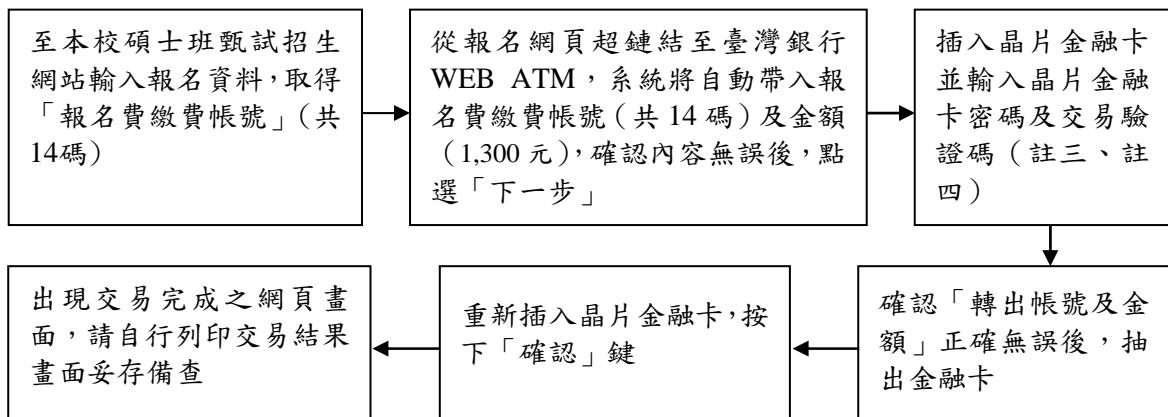 至本校碩士班甄試招生
網站輸入報名資料，取得
「報名費繳費帳號」（共
14碼）
從報名網頁超鏈結至臺灣銀行
WEB ATM，系統將自動帶入報
名費繳費帳號（共 14 碼）及金額
（1,300 元），確認內容無誤後，點
選「下一步」
插入晶片金融卡
並輸入晶片金融
卡密碼及交易驗
證碼（註三、註
四）
確認「轉出帳號及金
額」正確無誤後，抽
出金融卡
重新插入晶片金融卡，按
下「確認」鍵
出現交易完成之網頁畫
面，請自行列印交易結果
畫面妥存備查